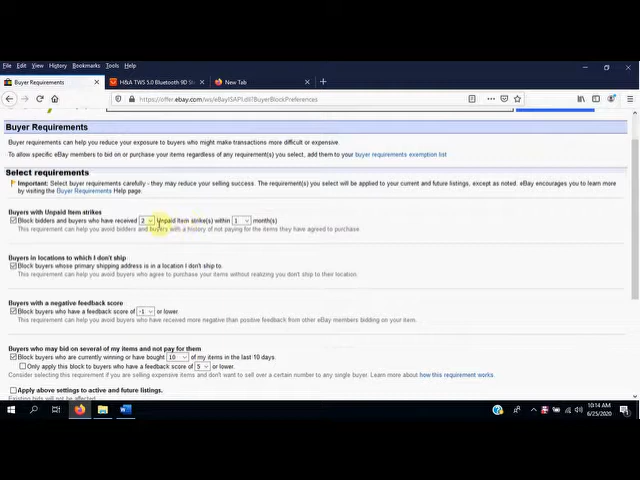 File Edit View History Bookmarks Tools Help
Buyer Requirements
H&A TWS 5.0 Bluetooth 9D St
New Tab
https://offer.ebay.com/ws/eBayISAPI.dll?BuyerBlockPreferences
Buyer Requirements
Buyer requirements can help you reduce your exposure to buyers who might make transactions more difficult or expensive
To allow specific eBay members to bid on or purchase your items regardless of any requirement(s) you select, add them to your buyer requirements exemption list
Select requirements
Important: Select buyer requirements carefully - they may reduce your selling success. The requirements you select will be applied to your current and future listings, except as noted. eBay encourages you to learn more
by visiting the Buyer Requirements Help page.
Buyers with Unpaid Item strikes
Block bidders and buyers who have received 2 Unpaid Item strike(s) within 1 month(s)
This requirement can help you avoid bidders and buyers with a history of not paying for the items they have agreed to purchase.
Buyers in locations to which I don't ship
Block buyers whose primary shipping address is in a location I don't ship to.
This requirement can help you avoid buyers who agree to purchase your items without realizing you don't ship to their location.
Buyers with a negative feedback score
Block buyers who have a feedback score of -1 or lower.
This requirement can help you avoid buyers who have received more negative than positive feedback from other eBay members bidding on your item.
Buyers who may bid on several of my items and not pay for them
Block buyers who are currently winning or have bought 10 of my items in the last 10 days.
Only apply this block to buyers who have a feedback score of 5 or lower.
Consider selecting this requirement if you are selling expensive items and don't want to sell over a certain number to any single buyer. Learn more about how this requirement works.
Apply above settings to active and future listings.
Existing bids will not be affected.
10:14 AM
6/25/2020